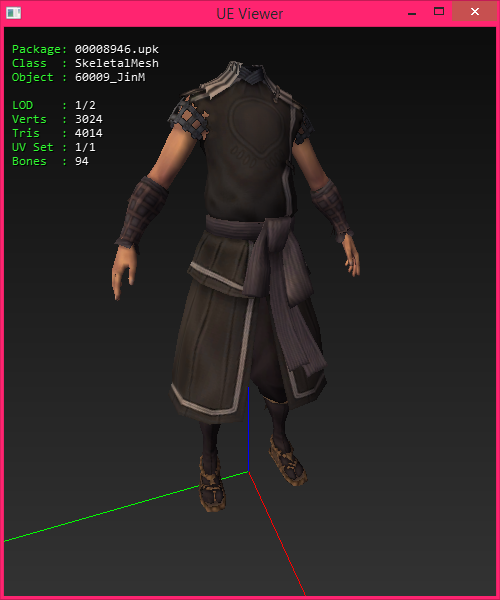 UE Viewer
Package: 00008946.upk
Class : SkeletalMesh
Object : 60009_JinM
LOD : 1/2
Verts : 3024
Tris : 4014
UV Set : 1/1
Bones : 94